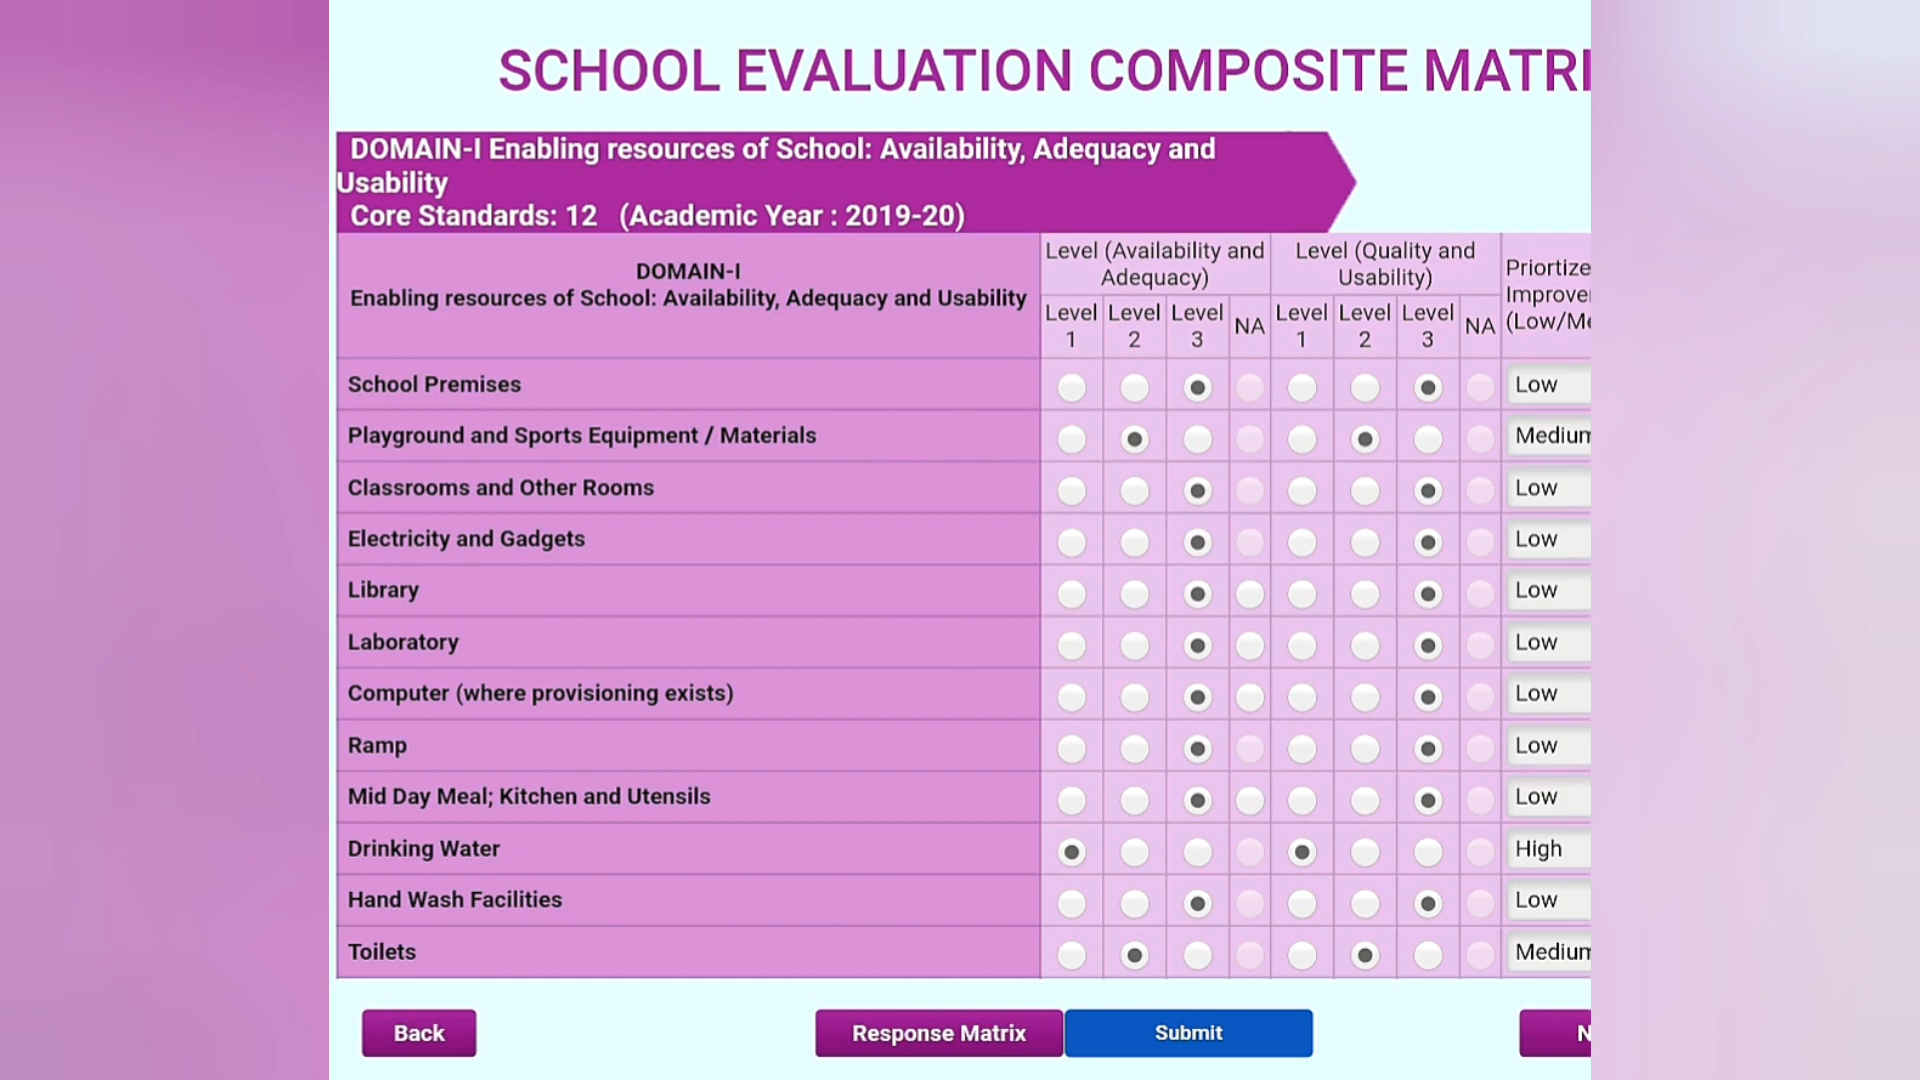 SCHOOL EVALUATION COMPOSITE MATRI
DOMAIN-I Enabling resources of School: Availability, Adequacy and
Usability
Core Standards: 12 (Academic Year : 2019-20)
DOMAIN-I
Enabling resources of School: Availability, Adequacy and Usability
Level (Availability and
Adequacy)
Level (Quality and
Usability)
Priortize
Improve
(Low/Me
Level
1
Level
2
Level
3
NA
Level
1
Level
2
Level
3
NA
School Premises Low
Playground and Sports Equipment / Materials Medium
Classrooms and Other Rooms Low
Electricity and Gadgets Low
Library Low
Laboratory Low
Computer (where provisioning exists) Low
Ramp Low
Mid Day Meal; Kitchen and Utensils Low
Drinking Water High
Hand Wash Facilities Low
Toilets Medium
Back Response Matrix Submit N